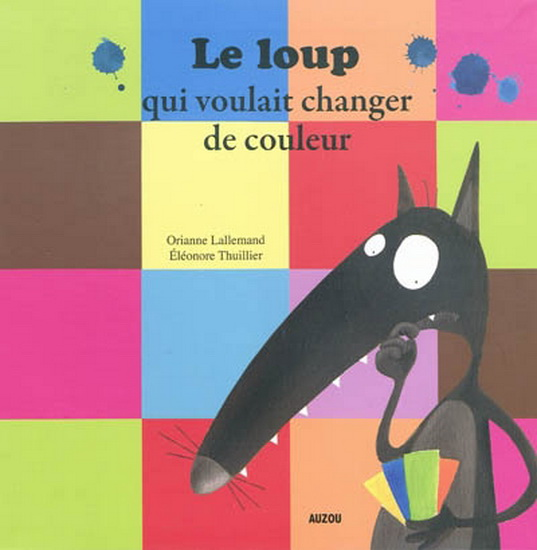 Le loup
qui voulait changer
de couleur
Orianne Lallemand
Éléonore Thuillier
AUZOU